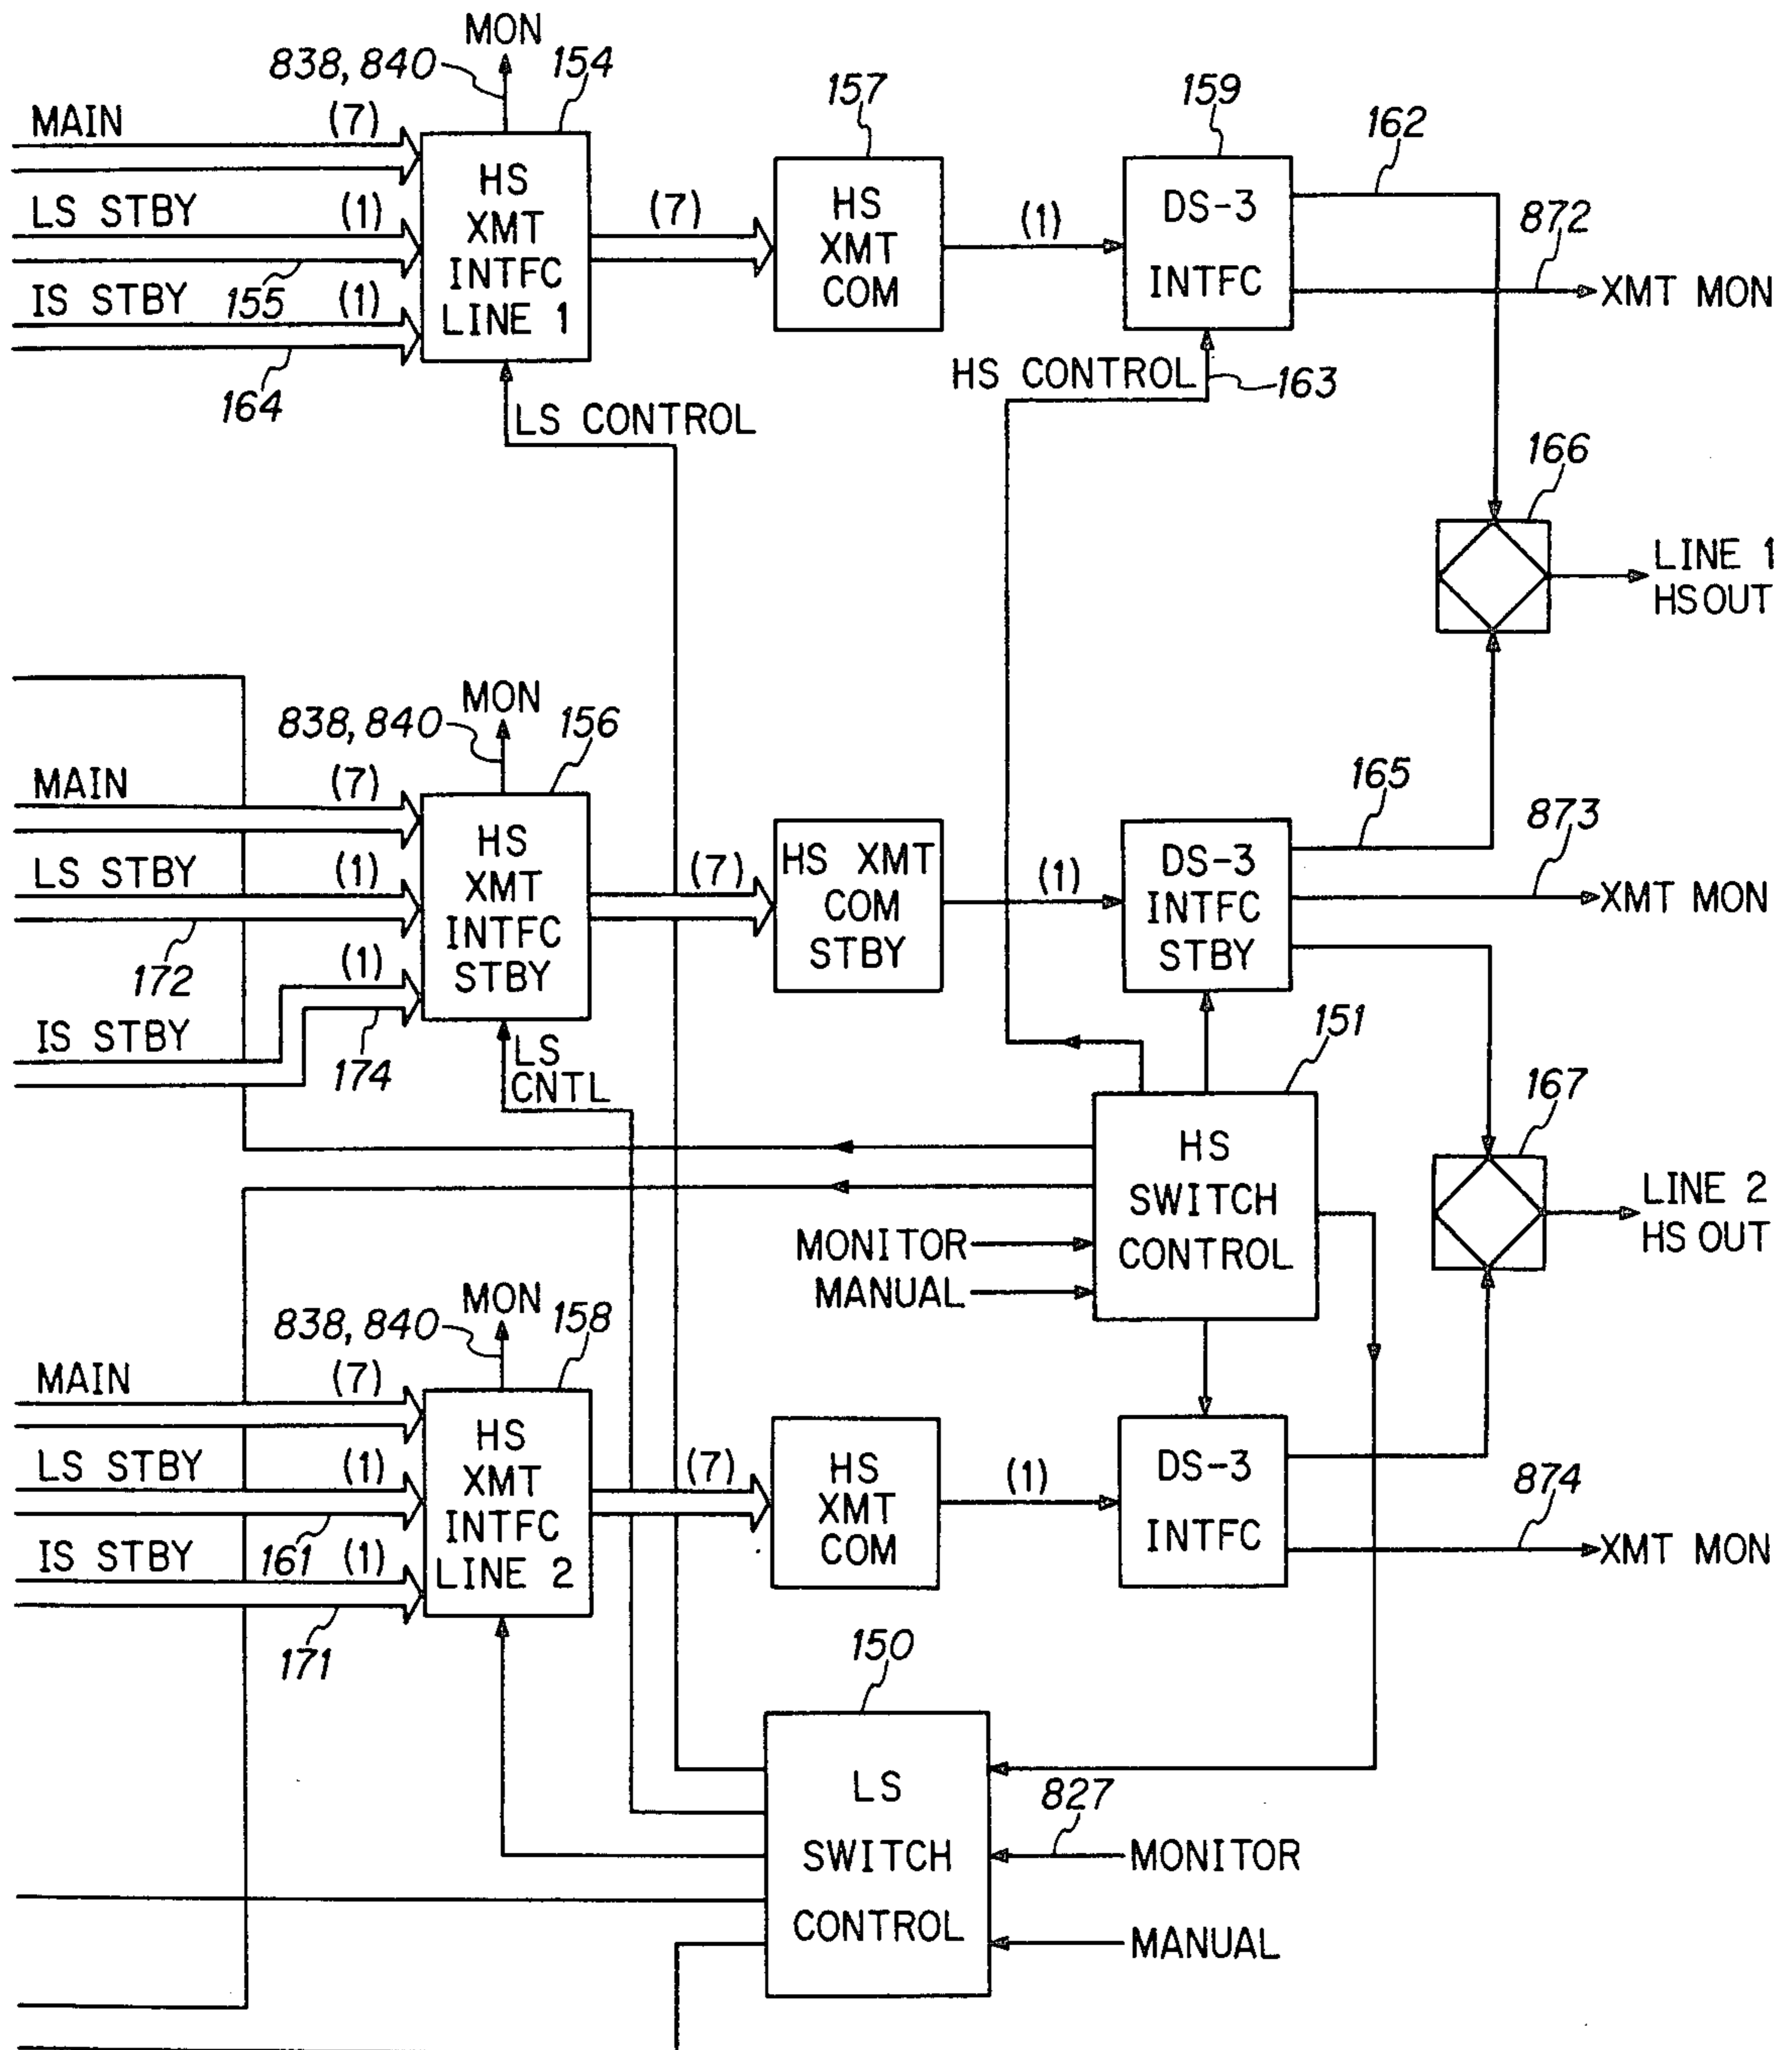 MON
838, 840
154
157
159
162
MAIN
(7)
HS
XMT
INTFC
LINE 1
HS
XMT
COM
DS-3
INTFC
872
XMT MON
LS STBY
(1)
(7)
(1)
155
IS STBY
(1)
164
LS CONTROL
HS CONTROL
163
166
LINE 1
HS OUT
MON
838, 840
156
165
873
MAIN
(7)
HS
XMT
INTFC
STBY
HS XMT
COM
STBY
DS-3
INTFC
STBY
XMT MON
LS STBY
(1)
(7)
(1)
172
(1)
IS STBY
174
LS
CNTL
151
167
HS
SWITCH
CONTROL
LINE 2
HS OUT
MONITOR
MANUAL
MON
838, 840
158
MAIN
(7)
HS
XMT
INTFC
LINE 2
HS
XMT
COM
DS-3
INTFC
874
XMT MON
LS STBY
(1)
(7)
(1)
161
IS STBY
(1)
171
150
LS
SWITCH
CONTROL
827
MONITOR
MANUAL